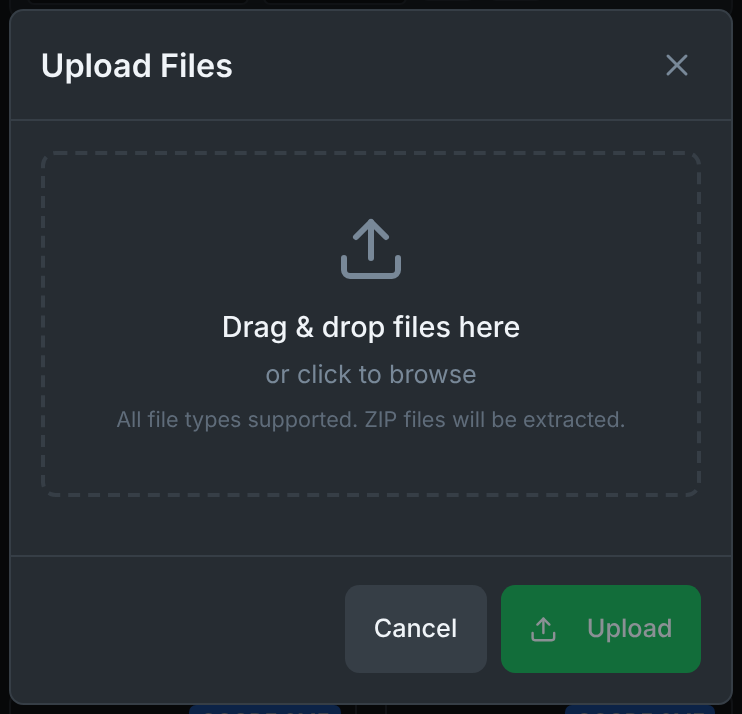 Upload Files
Drag & drop files here
or click to browse
All file types supported. ZIP files will be extracted.
Cancel
Upload